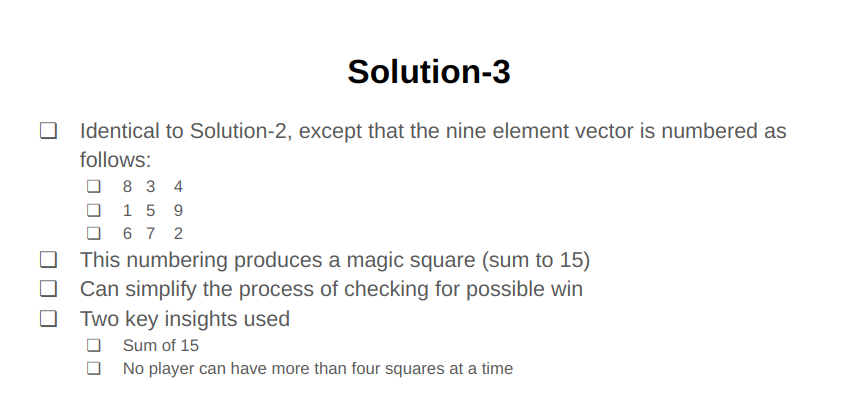 Solution-3
❏ Identical to Solution-2, except that the nine element vector is numbered as
follows:
❏ 8 3 4
❏ 1 5 9
❏ 6 7 2
❏ This numbering produces a magic square (sum to 15)
❏ Can simplify the process of checking for possible win
❏ Two key insights used
❏ Sum of 15
❏ No player can have more than four squares at a time